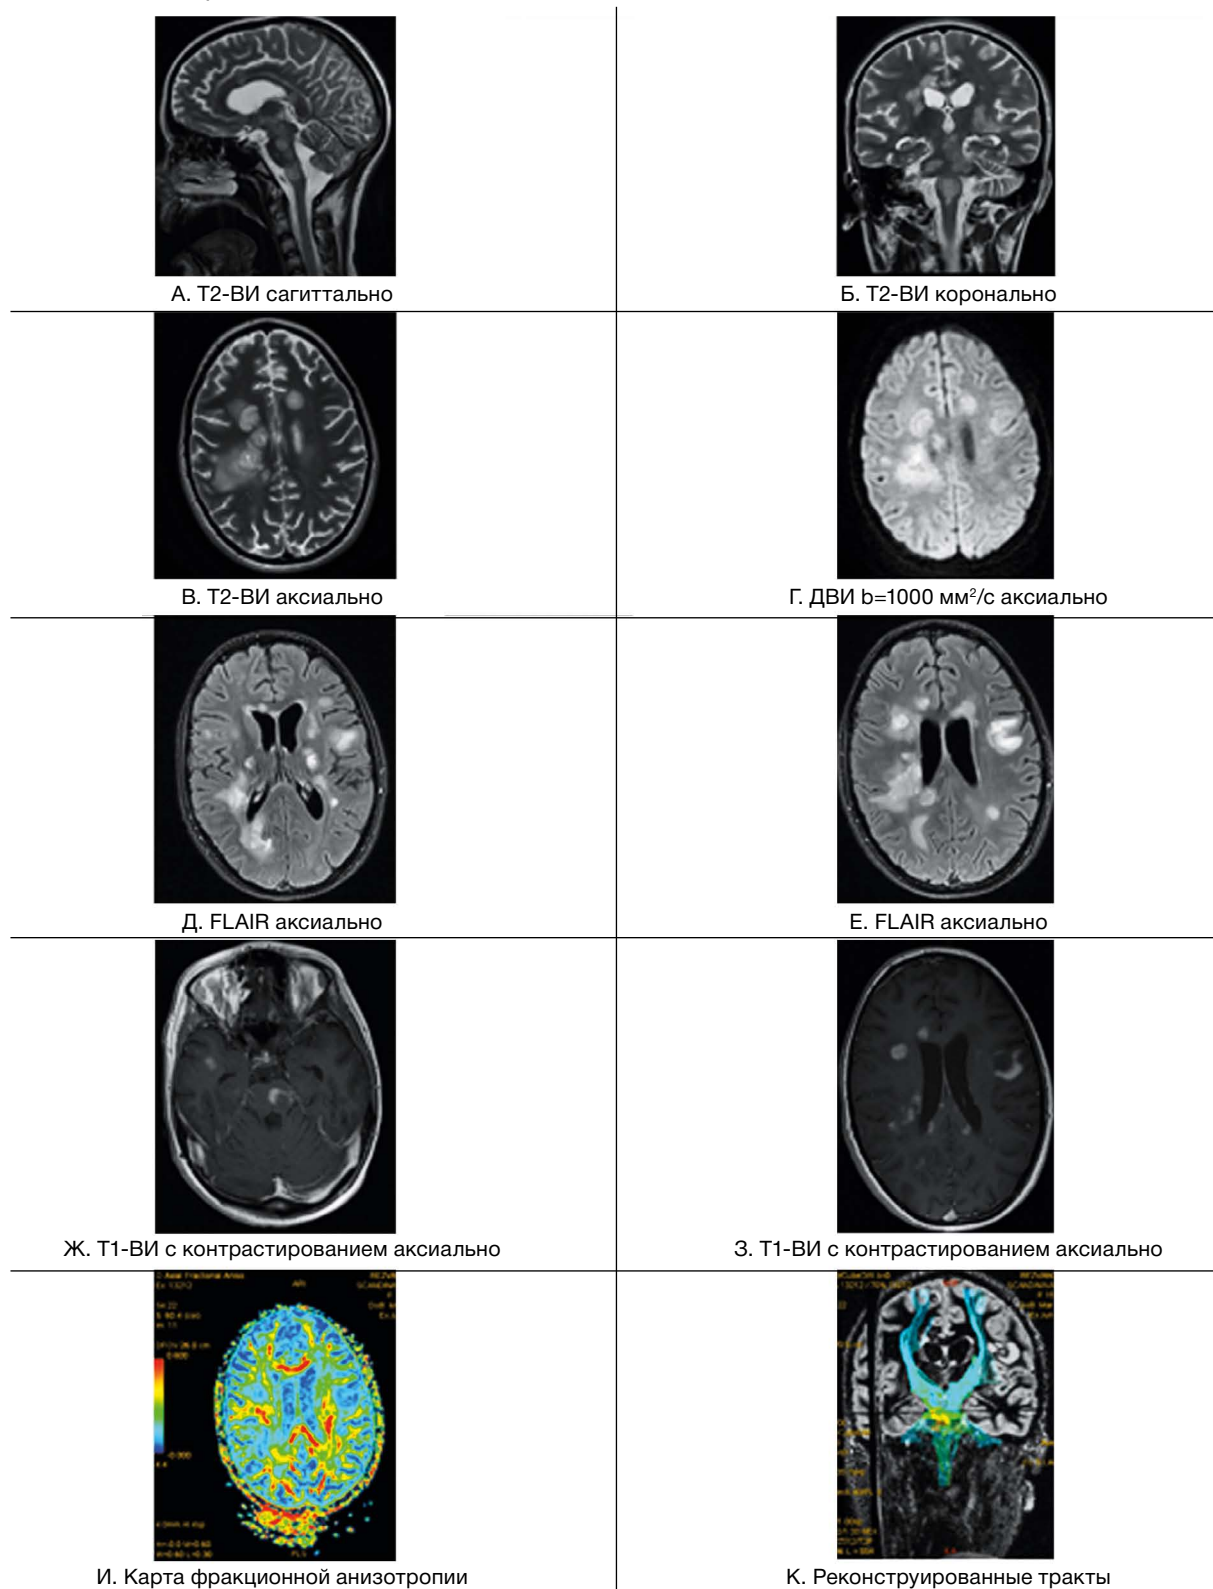 А. Т2-ВИ сагиттально
Б. Т2-ВИ коронально
В. Т2-ВИ аксиально
Г. ДВИ b=1000 мм²/с аксиально
Д. FLAIR аксиально
Е. FLAIR аксиально
Ж. Т1-ВИ с контрастированием аксиально
З. Т1-ВИ с контрастированием аксиально
И. Карта фракционной анизотропии
К. Реконструированные тракты